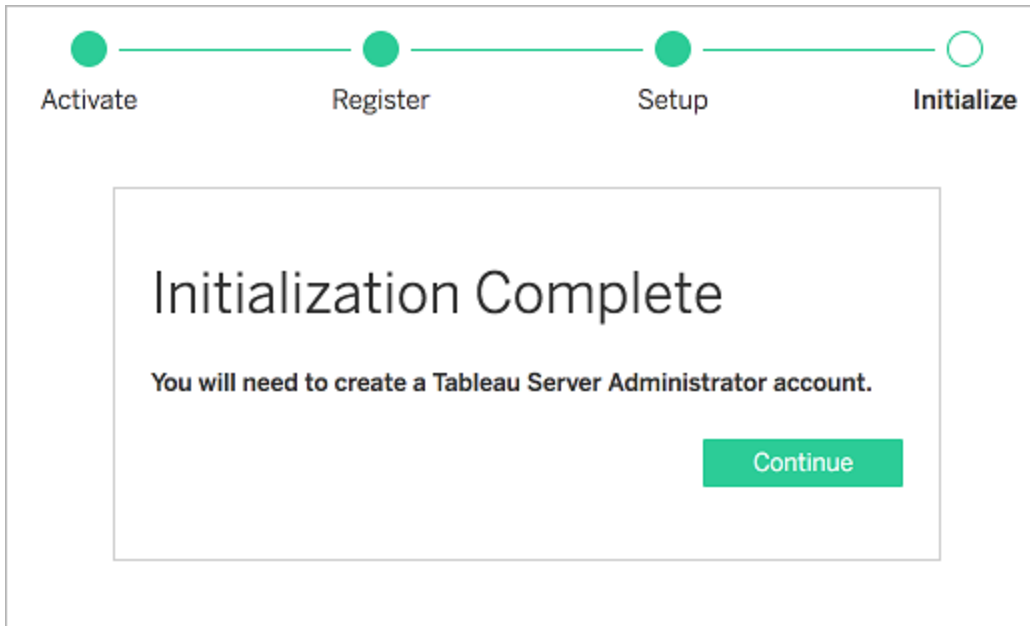 Activate
Register
Setup
Initialize
Initialization Complete
You will need to create a Tableau Server Administrator account.
Continue